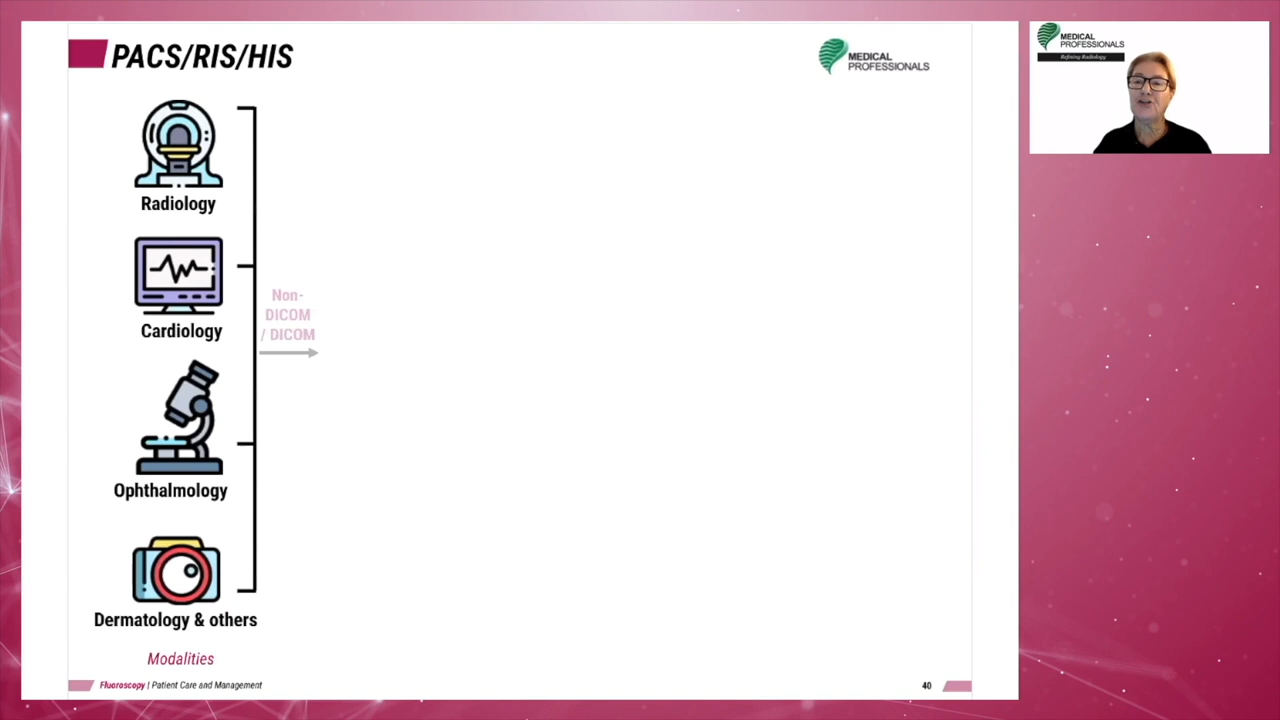 PACS/RIS/HIS
MEDICAL
PROFESSIONALS
Radiology
Cardiology
Non-
DICOM
/ DICOM
Ophthalmology
Dermatology & others
Modalities
Fluoroscopy | Patient Care and Management
40
MEDICAL
PROFESSIONALS
Refining Radiology